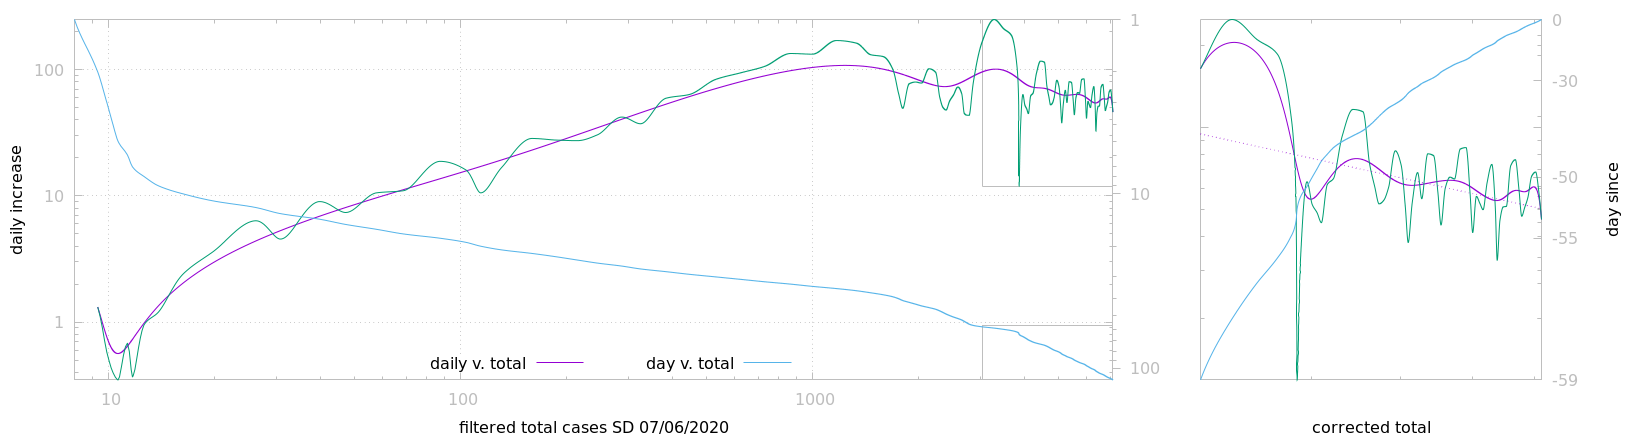 daily increase
100
10
1
10
100
1000
daily v. total
day v. total
1
10
100
filtered total cases SD 07/06/2020
0
-30
-50
-55
-59
day since
corrected total